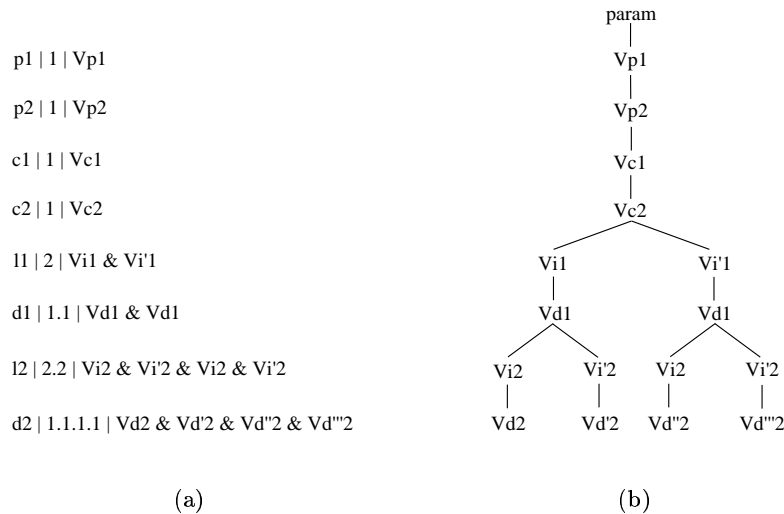 param
p1 | 1 | Vp1
Vp1
p2 | 1 | Vp2
Vp2
c1 | 1 | Vc1
Vc1
c2 | 1 | Vc2
Vc2
l1 | 2 | Vi1 & Vi'1
Vi1 Vi'1
d1 | 1.1 | Vd1 & Vd1
Vd1 Vd1
l2 | 2.2 | Vi2 & Vi'2 & Vi2 & Vi'2
Vi2 Vi'2 Vi2 Vi'2
d2 | 1.1.1.1 | Vd2 & Vd'2 & Vd''2 & Vd'''2
Vd2 Vd'2 Vd''2 Vd'''2
(a) (b)